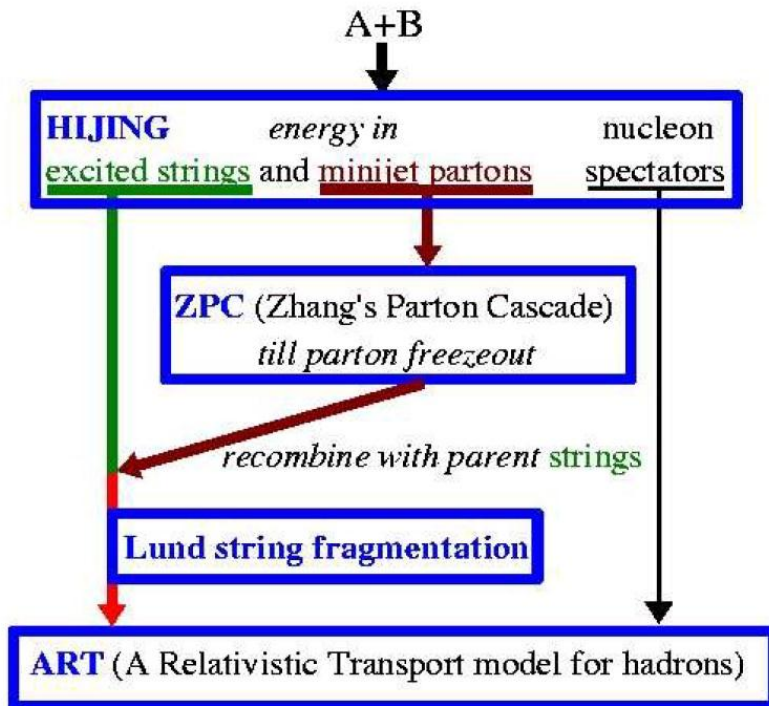 A+B
HIJING energy in nucleon
excited strings and minijet partons spectators
ZPC (Zhang's Parton Cascade)
till parton freezeout
recombine with parent strings
Lund string fragmentation
ART (A Relativistic Transport model for hadrons)